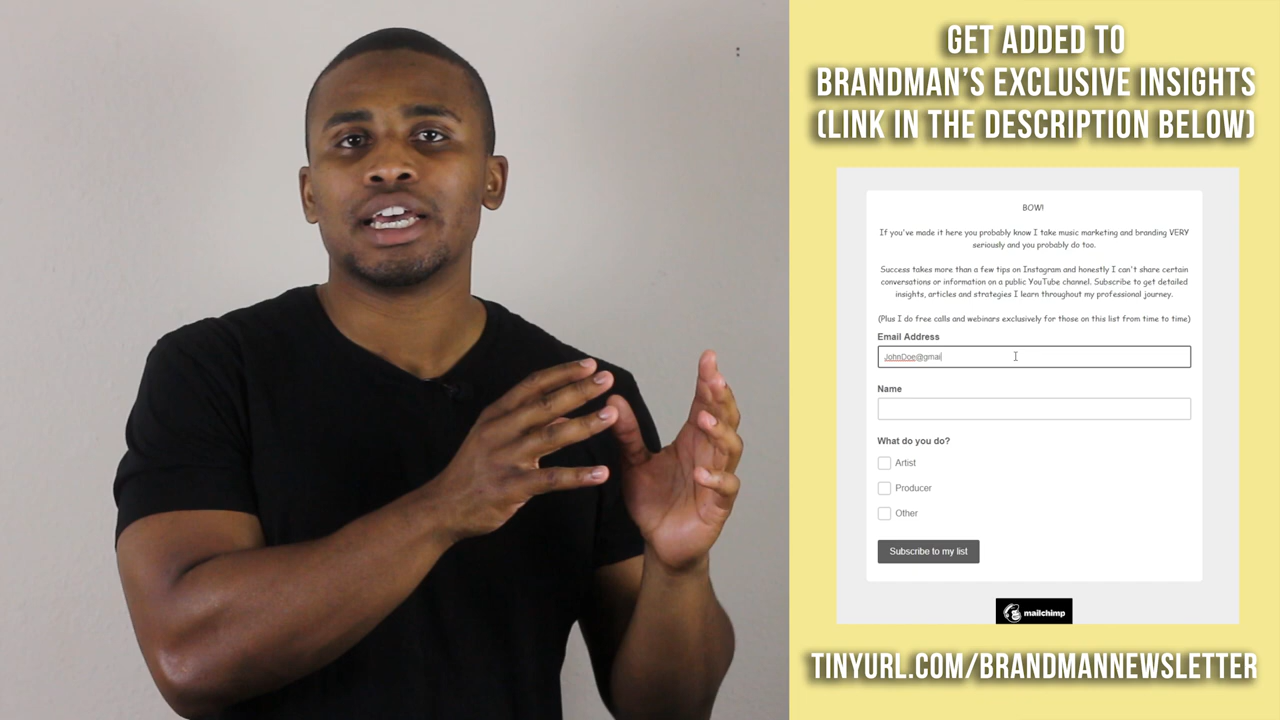 GET ADDED TO
BRANDMAN'S EXCLUSIVE INSIGHTS
(LINK IN THE DESCRIPTION BELOW)
BOW!
If you've made it here you probably know I take music marketing and branding VERY
seriously and you probably do too.
Success takes more than a few tips on Instagram and honestly I can't share certain
conversations or information on a public YouTube channel. Subscribe to get detailed
insights, articles and strategies I learn throughout my professional journey.
(Plus I do free calls and webinars exclusively for those on this list from time to time)
Email Address
JohnDoe@gmai
Name
What do you do?
Artist
Producer
Other
Subscribe to my list
mailchimp
TINYURL.COM/BRANDMANNEWSLETTER